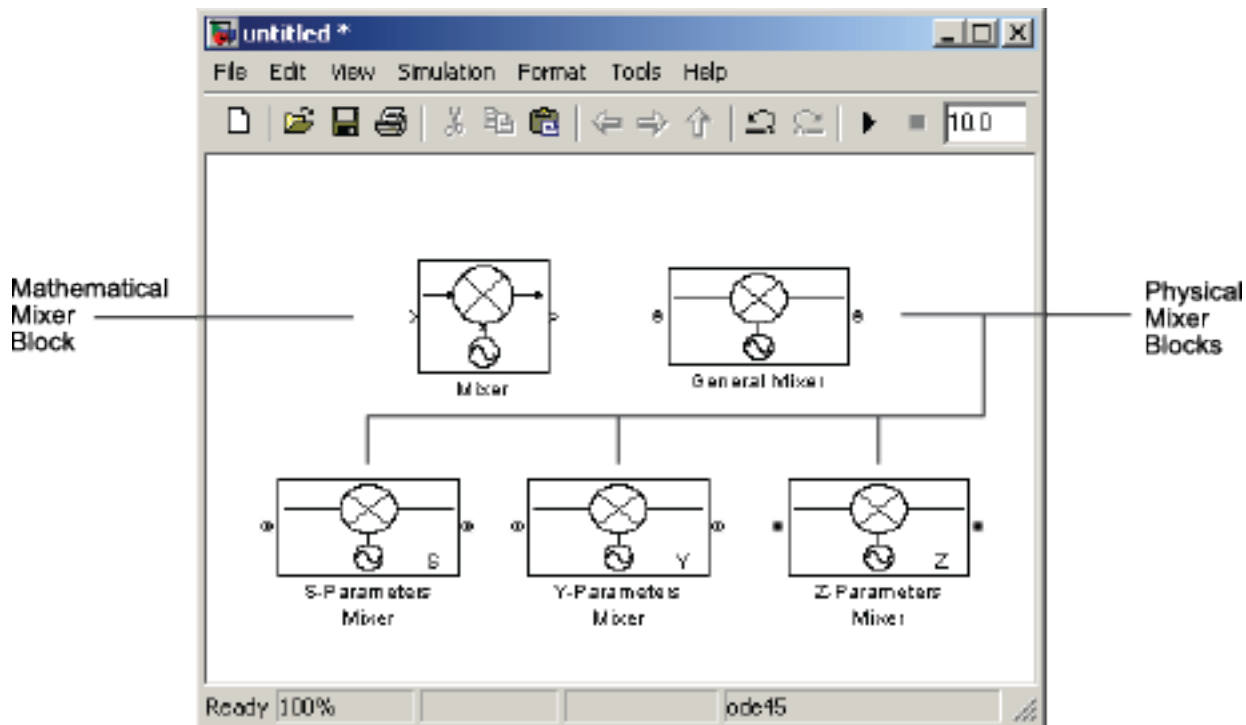 untitled *
File Edit View Simulation Format Tools Help
10.0
Mathematical
Mixer
Block
Physical
Mixer
Blocks
Mixer
General Mixer
S
Y
Z
S-Parameters
Mixer
Y-Parameters
Mixer
Z-Parameters
Mixer
Ready 100% ode45